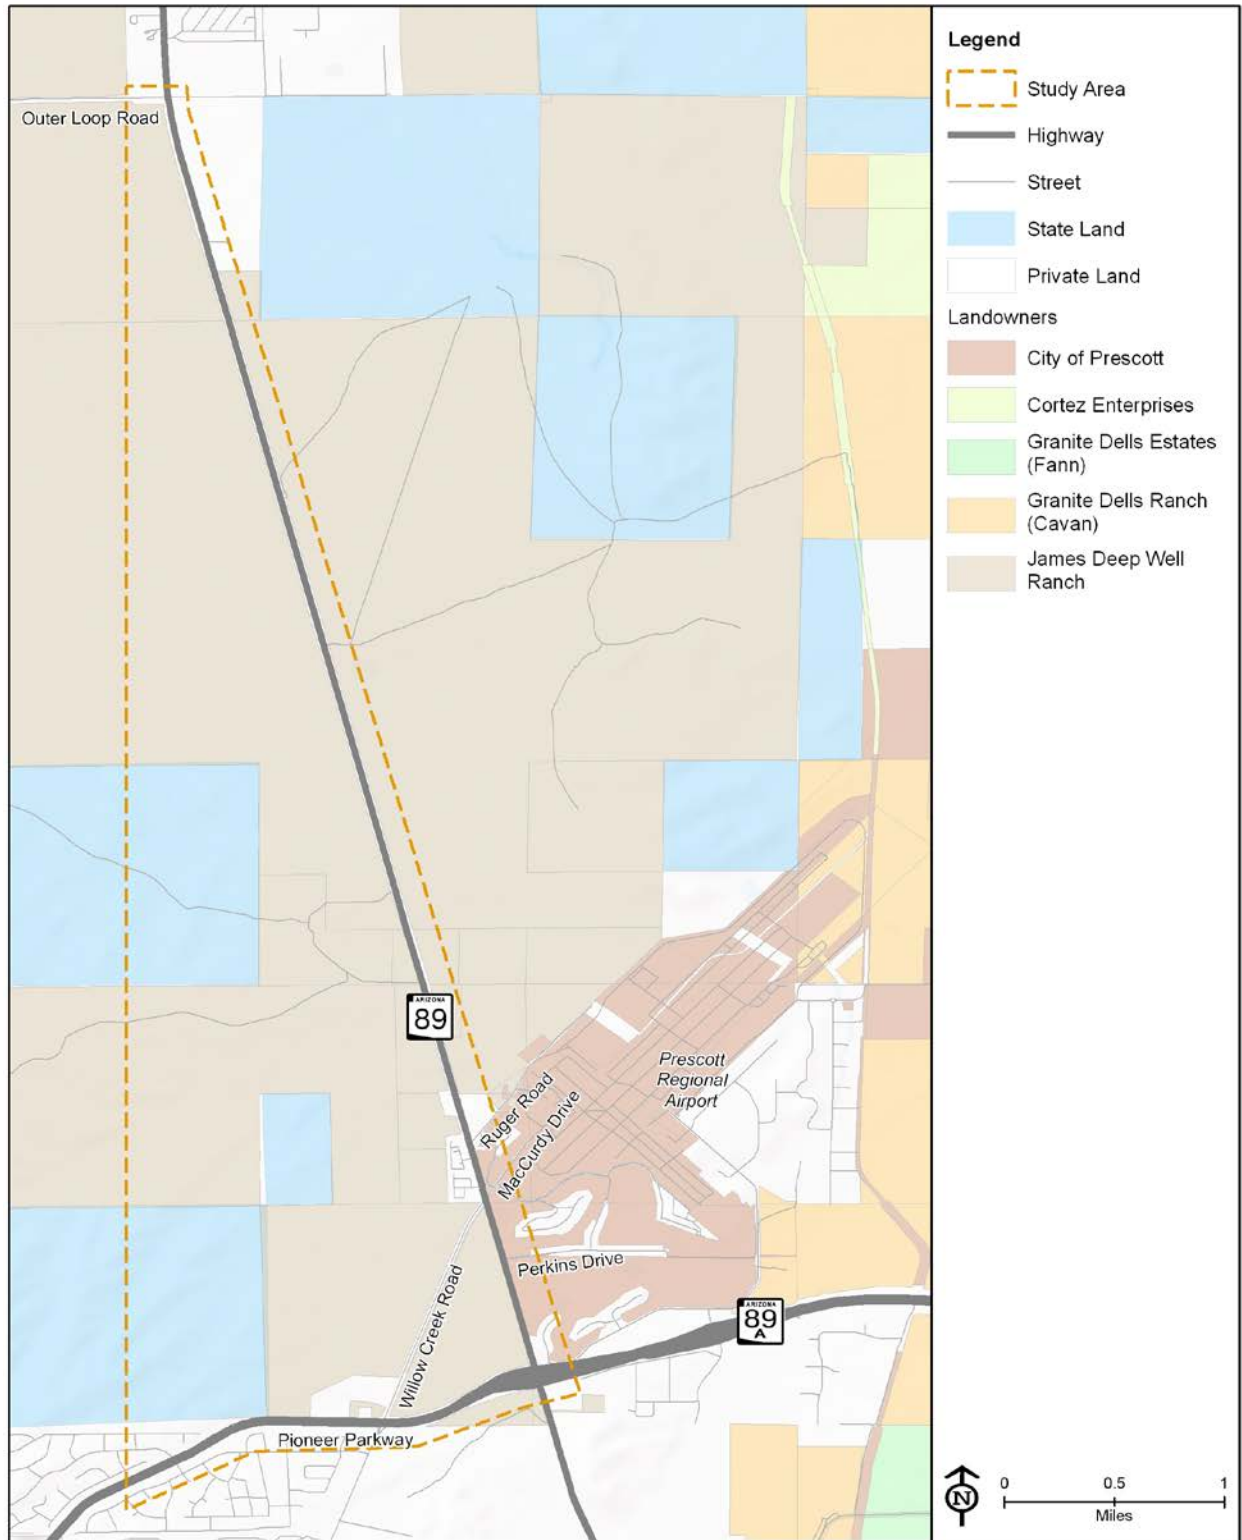 Outer Loop Road
ARIZONA
89
Ruger Road
MacCurdy Drive
Prescott
Regional
Airport
Perkins Drive
Willow Creek Road
ARIZONA
89
A
Pioneer Parkway
Legend
Study Area
Highway
Street
State Land
Private Land
Landowners
City of Prescott
Cortez Enterprises
Granite Dells Estates
(Fann)
Granite Dells Ranch
(Cavan)
James Deep Well
Ranch
N
0 0.5 1
Miles